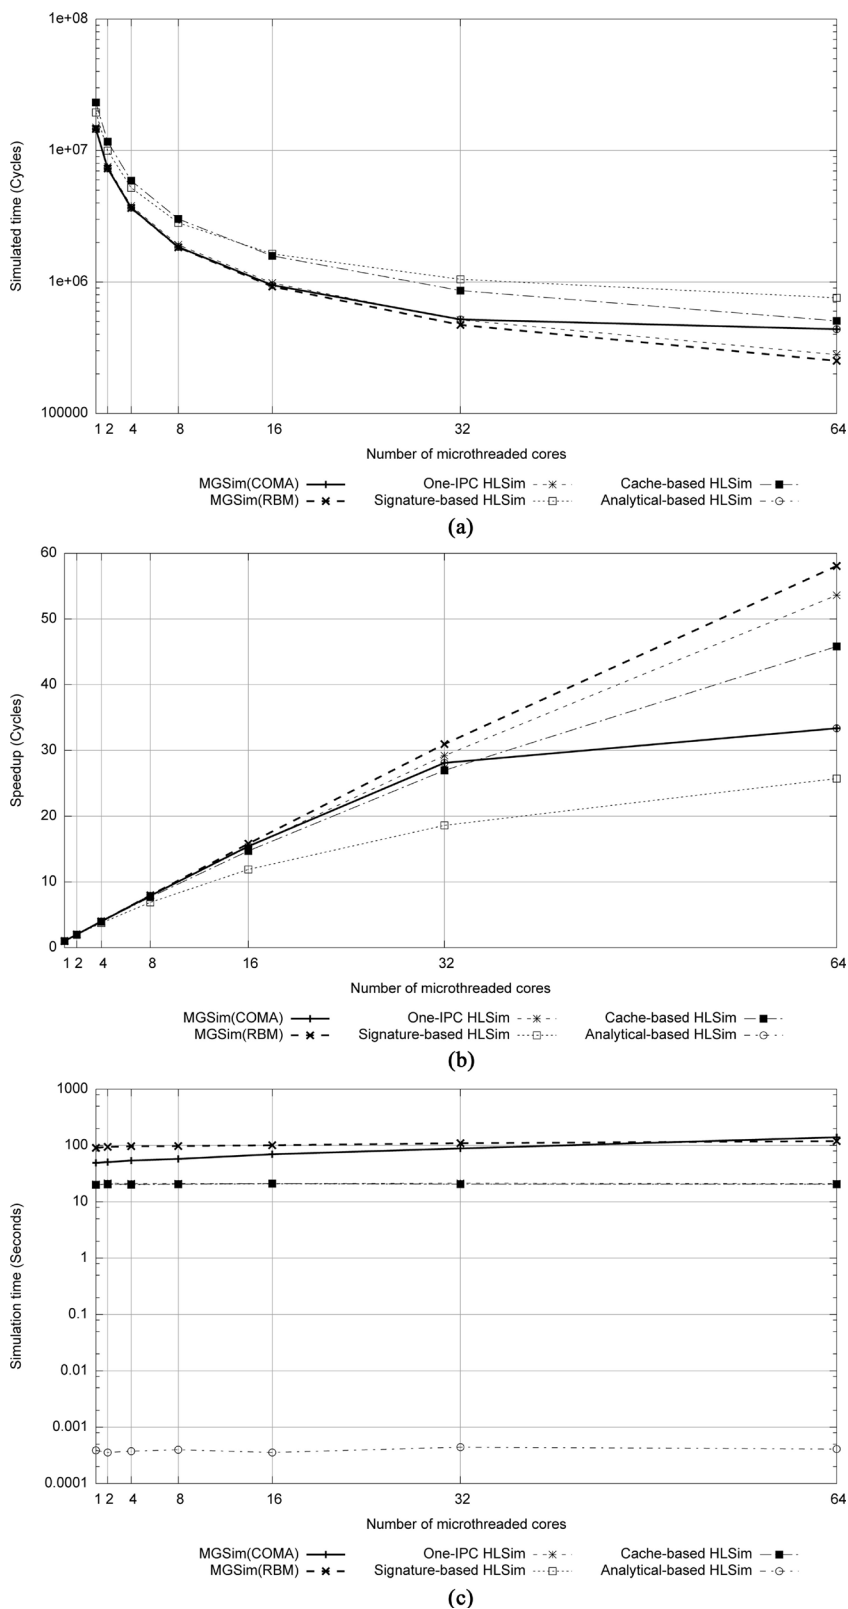 1e+08
1e+07
1e+06
100000
Simulated time (Cycles)
1 2 4 8 16 32 64
Number of microthreaded cores
MGSim(COMA) One-IPC HLSim Cache-based HLSim
MGSim(RBM) Signature-based HLSim Analytical-based HLSim
(a)
60
50
40
30
20
10
0
Speedup (Cycles)
1 2 4 8 16 32 64
Number of microthreaded cores
MGSim(COMA) One-IPC HLSim Cache-based HLSim
MGSim(RBM) Signature-based HLSim Analytical-based HLSim
(b)
1000
100
10
1
0.1
0.01
0.001
0.0001
Simulation time (Seconds)
1 2 4 8 16 32 64
Number of microthreaded cores
MGSim(COMA) One-IPC HLSim Cache-based HLSim
MGSim(RBM) Signature-based HLSim Analytical-based HLSim
(c)